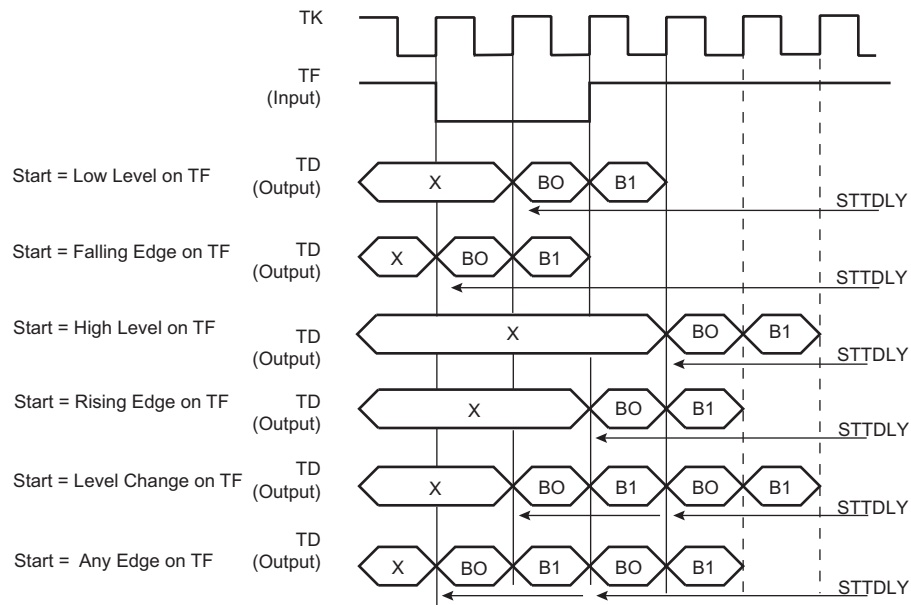 TK
TF
(Input)
Start = Low Level on TF
TD
(Output)
X
BO
B1
STTDLY
Start = Falling Edge on TF
TD
(Output)
X
BO
B1
STTDLY
Start = High Level on TF
TD
(Output)
X
BO
B1
STTDLY
Start = Rising Edge on TF
TD
(Output)
X
BO
B1
STTDLY
Start = Level Change on TF
TD
(Output)
X
BO
B1
BO
B1
STTDLY
Start = Any Edge on TF
TD
(Output)
X
BO
B1
BO
B1
STTDLY